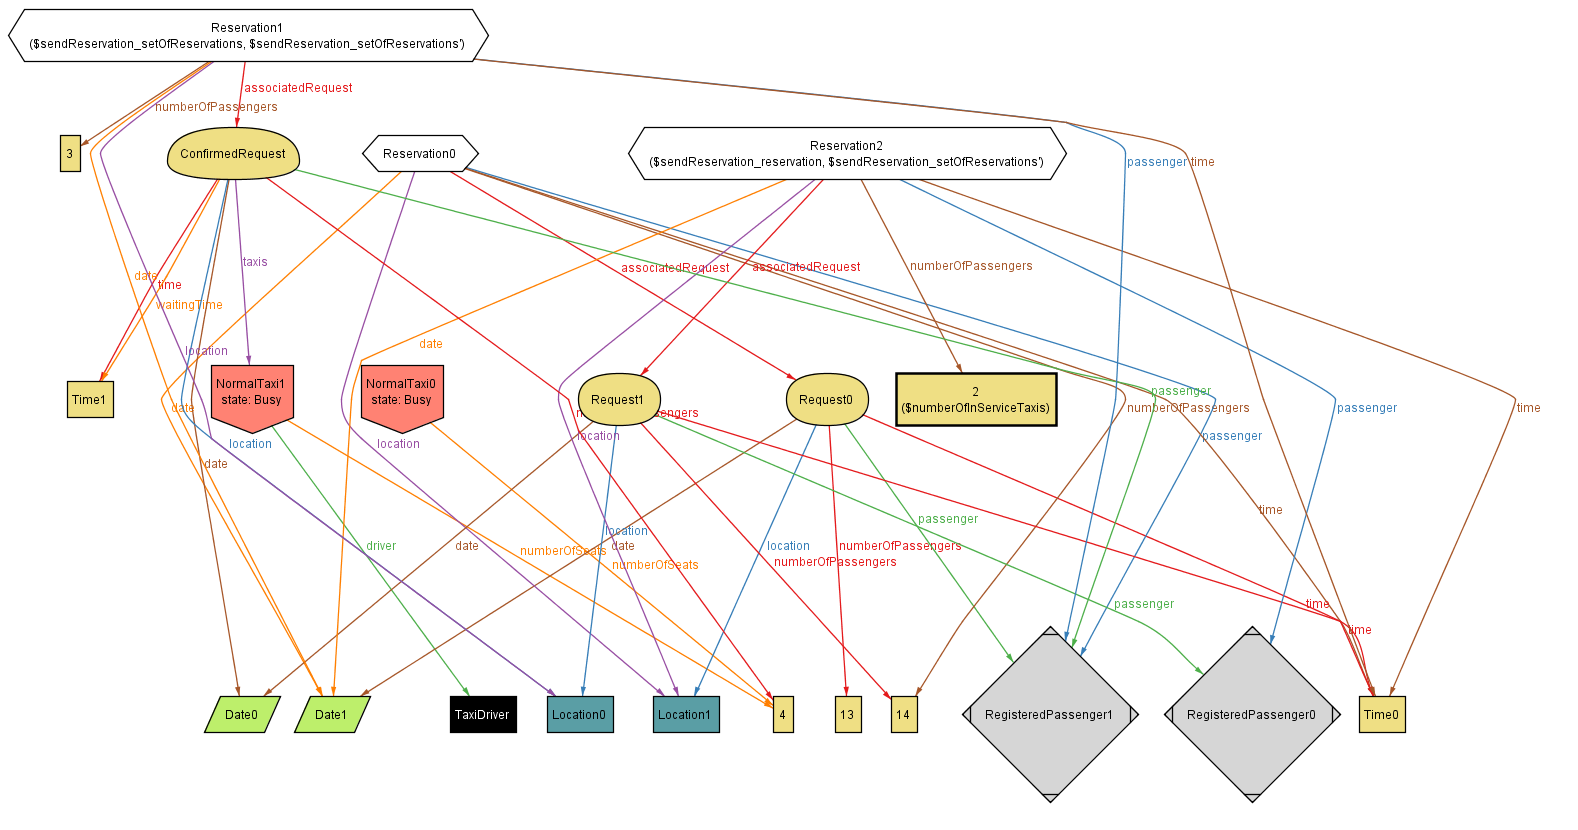 Reservation1
($sendReservation_setOfReservations, $sendReservation_setOfReservations')
associatedRequest
numberOfPassengers
3
ConfirmedRequest
Reservation0
Reservation2
($sendReservation_reservation, $sendReservation_setOfReservations')
passenger
time
taxis
associatedRequest
associatedRequest
numberOfPassengers
date
time
waitingTime
date
location
passenger
Time1
NormalTaxi1
state: Busy
NormalTaxi0
state: Busy
Request1
Request0
2
($numberOfInServiceTaxis)
date
numberOfPassengers
numberOfPassengers
passenger
time
location
location
location
passenger
date
time
passenger
driver
date
numberOfSeats
location
date
numberOfSeats
location
numberOfPassengers
numberOfPassengers
passenger
time
time
Date0
Date1
TaxiDriver
Location0
Location1
4
13
14
RegisteredPassenger1
RegisteredPassenger0
Time0